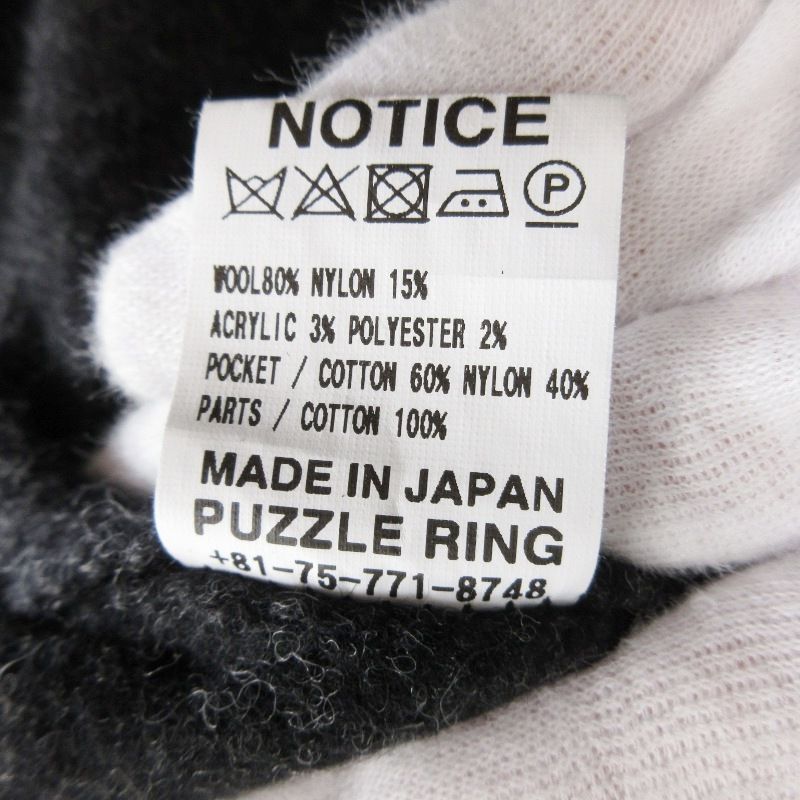 NOTICE
P
WOOL80% NYLON 15%
ACRYLIC 3% POLYESTER 2%
POCKET / COTTON 60% NYLON 40%
PARTS / COTTON 100%
MADE IN JAPAN
PUZZLE RING
+81-75-771-8748